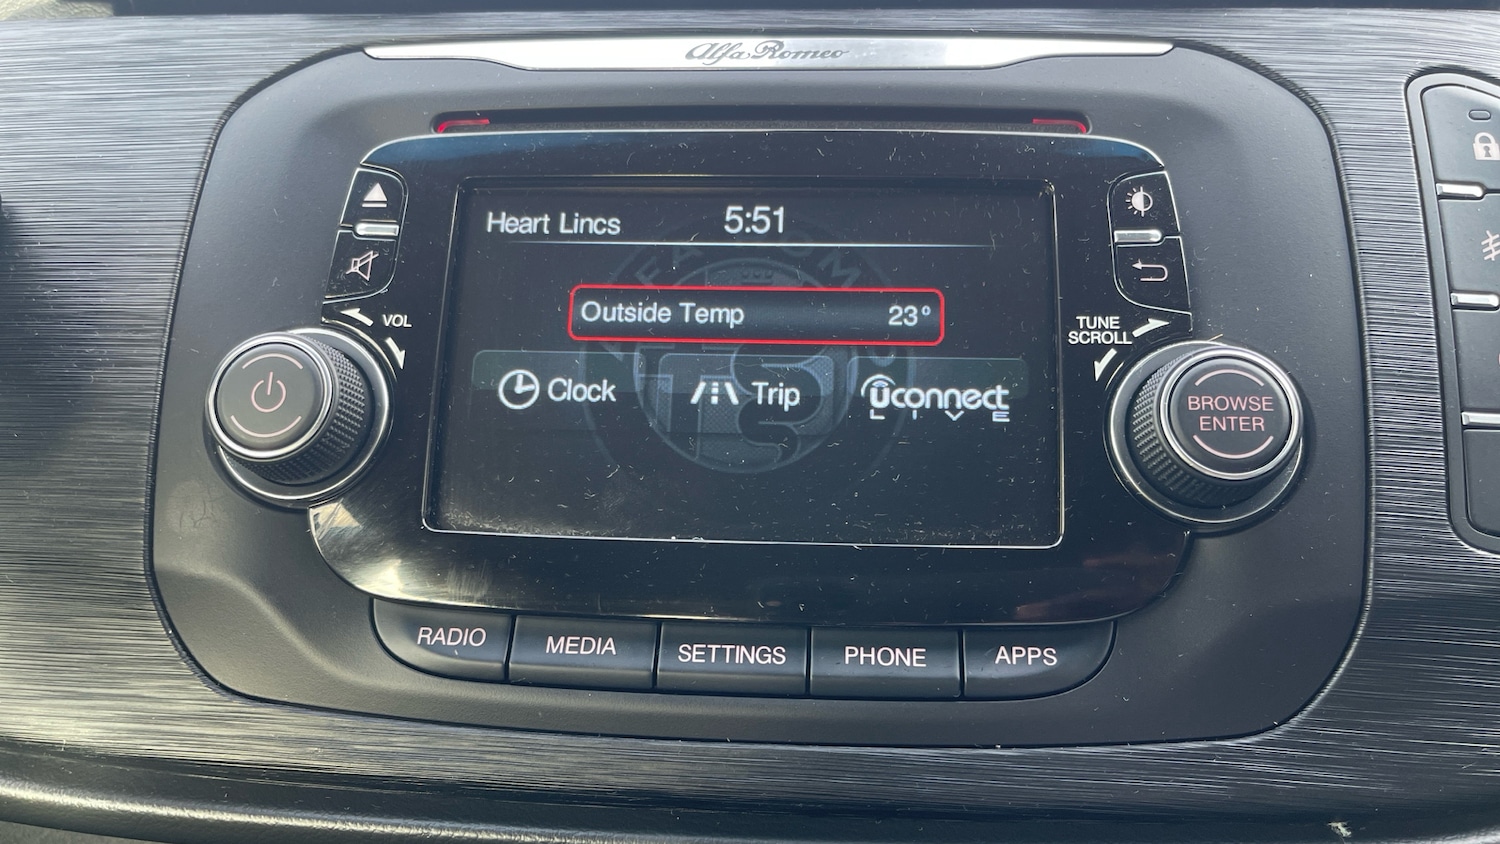 Alfa Romeo
Heart Lincs 5:51
Outside Temp 23°
Clock Trip uconnect
LIVE
VOL
TUNE
SCROLL
BROWSE
ENTER
RADIO MEDIA SETTINGS PHONE APPS